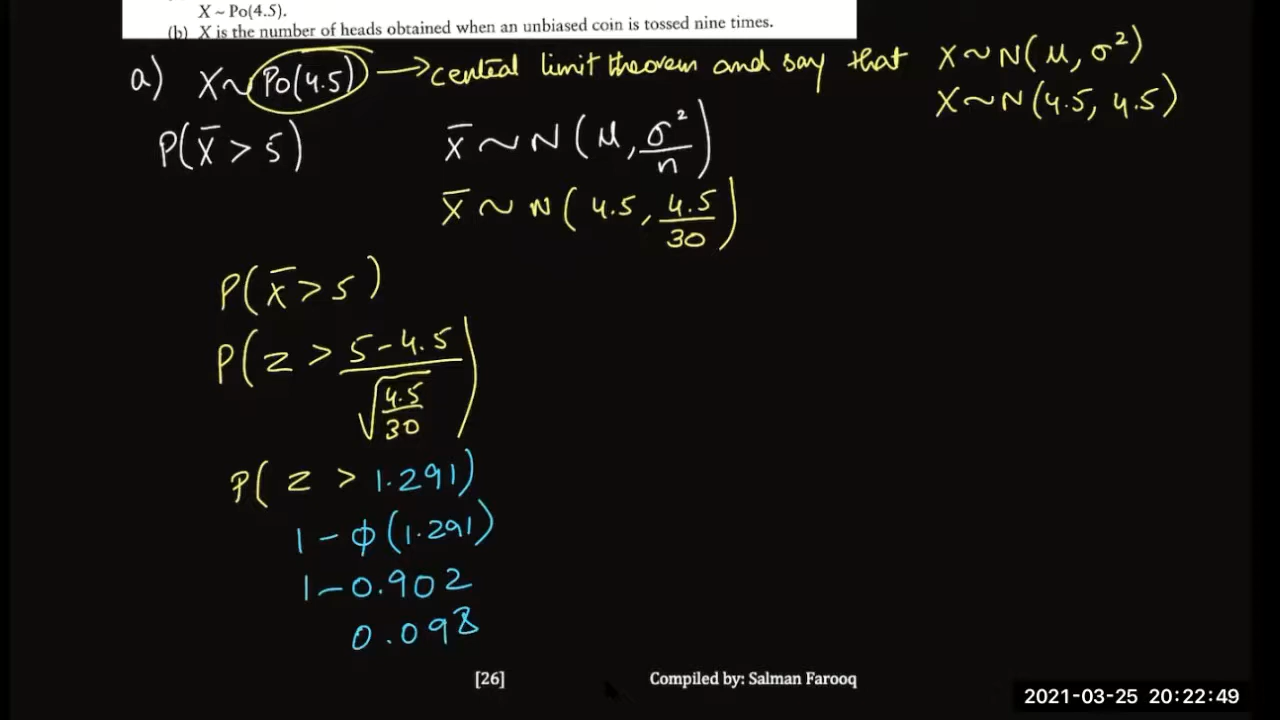 X ~ Po(4.5).
(b) X is the number of heads obtained when an unbiased coin is tossed nine times.
a) X~Po(4.5) → central limit theorem and say that X~N(μ, σ²)
X~N(4.5, 4.5)
P(X̄ > 5) X̄ ~ N(μ, σ²/n)
X̄ ~ N(4.5, 4.5/30)
P(X̄ > 5)
P(Z > (5-4.5)/√(4.5/30))
P(Z > 1.291)
1 - φ(1.291)
1 - 0.902
0.098
[26] Compiled by: Salman Farooq
2021-03-25 20:22:49